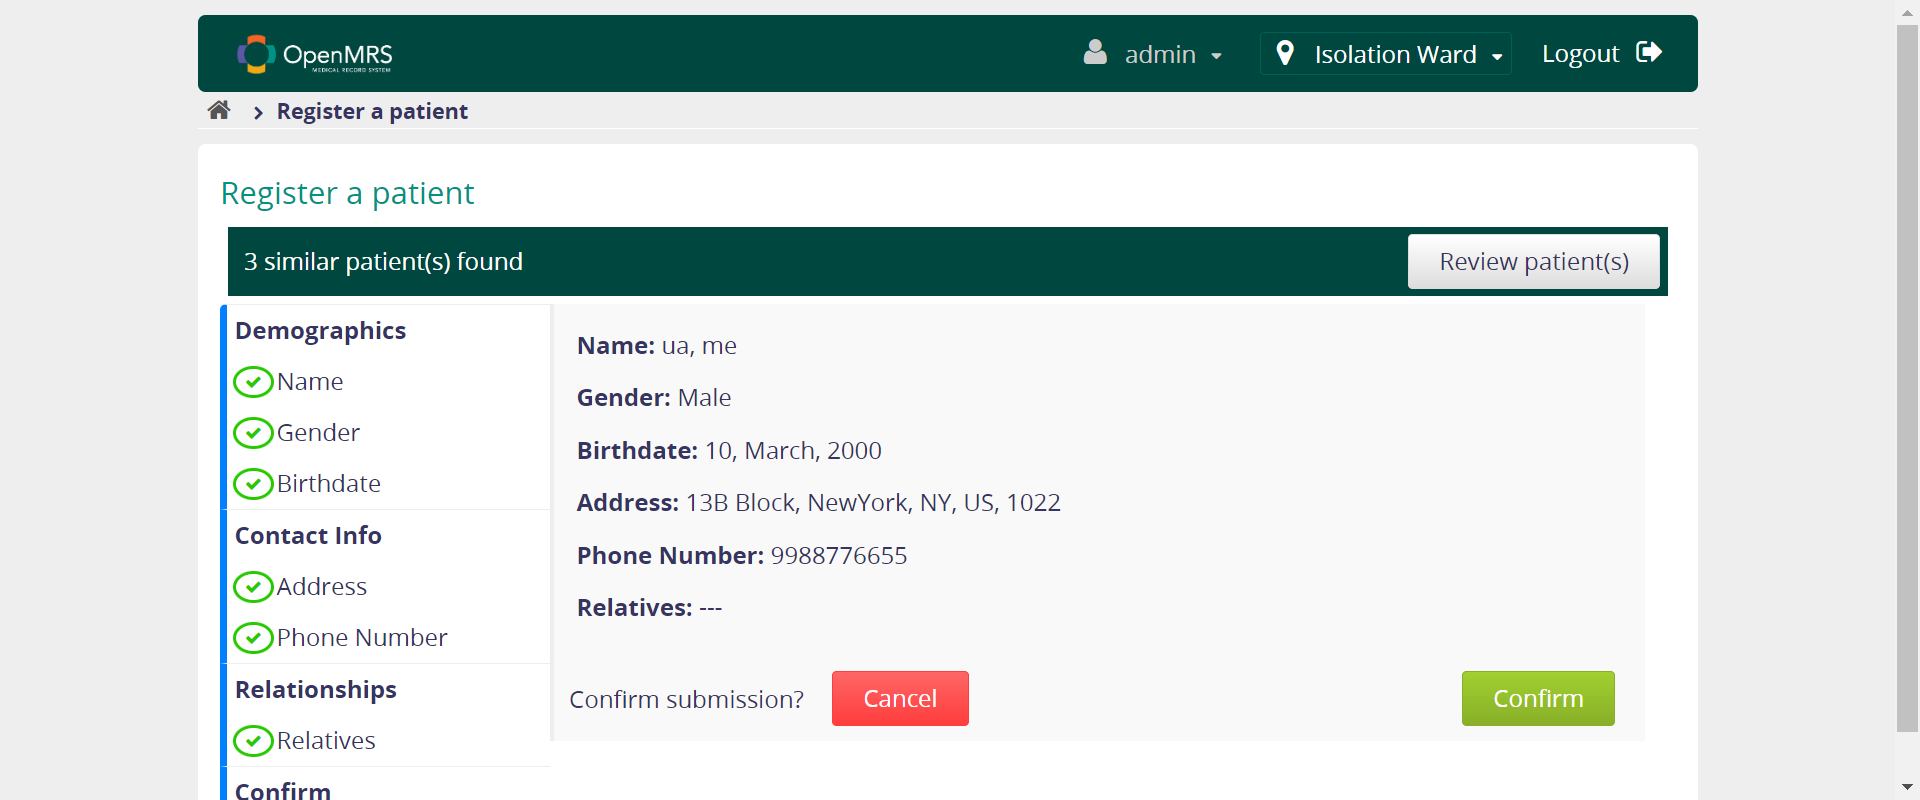 OpenMRS
MEDICAL RECORD SYSTEM
admin
Isolation Ward
Logout
Register a patient
Register a patient
3 similar patient(s) found
Review patient(s)
Demographics
Name
Gender
Birthdate
Contact Info
Address
Phone Number
Relationships
Relatives
Confirm
Name: ua, me
Gender: Male
Birthdate: 10, March, 2000
Address: 13B Block, NewYork, NY, US, 1022
Phone Number: 9988776655
Relatives: ---
Confirm submission?
Cancel
Confirm